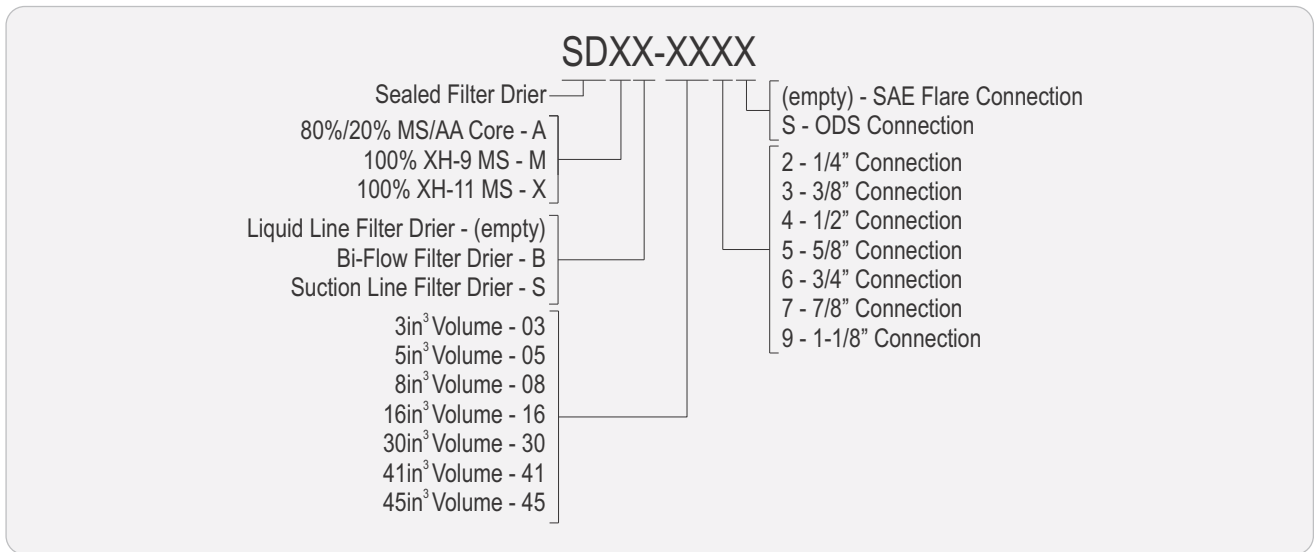 SDXX-XXXX
Sealed Filter Drier
80%/20% MS/AA Core - A
100% XH-9 MS - M
100% XH-11 MS - X
Liquid Line Filter Drier - (empty)
Bi-Flow Filter Drier - B
Suction Line Filter Drier - S
3in³ Volume - 03
5in³ Volume - 05
8in³ Volume - 08
16in³ Volume - 16
30in³ Volume - 30
41in³ Volume - 41
45in³ Volume - 45
(empty) - SAE Flare Connection
S - ODS Connection
2 - 1/4” Connection
3 - 3/8” Connection
4 - 1/2” Connection
5 - 5/8” Connection
6 - 3/4” Connection
7 - 7/8” Connection
9 - 1-1/8” Connection